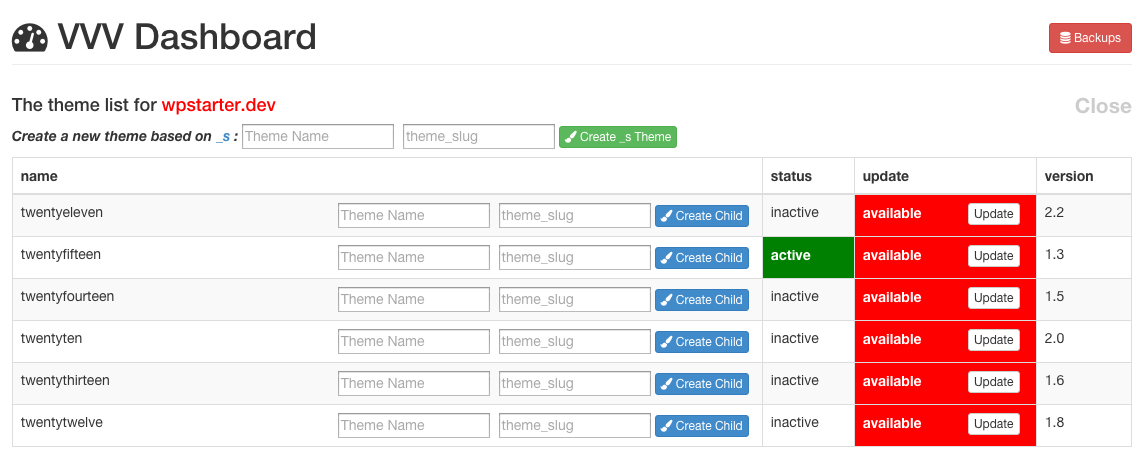 VVV Dashboard Backups
The theme list for wpstarter.dev Close
Create a new theme based on _s : Theme Name theme_slug Create _s Theme
name status update version
twentyeleven Theme Name theme_slug Create Child inactive available Update 2.2
twentyfifteen Theme Name theme_slug Create Child active available Update 1.3
twentyfourteen Theme Name theme_slug Create Child inactive available Update 1.5
twentyten Theme Name theme_slug Create Child inactive available Update 2.0
twentythirteen Theme Name theme_slug Create Child inactive available Update 1.6
twentytwelve Theme Name theme_slug Create Child inactive available Update 1.8